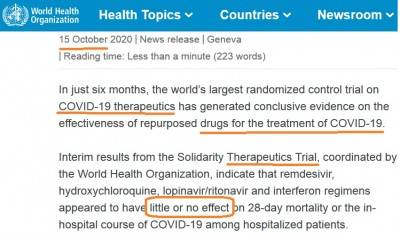 World Health
Organization
Health Topics
Countries
Newsroom
15 October 2020 | News release | Geneva
| Reading time: Less than a minute (223 words)
In just six months, the world's largest randomized control trial on
COVID-19 therapeutics has generated conclusive evidence on the
effectiveness of repurposed drugs for the treatment of COVID-19.
Interim results from the Solidarity Therapeutics Trial, coordinated by
the World Health Organization, indicate that remdesivir,
hydroxychloroquine, lopinavir/ritonavir and interferon regimens
appeared to have little or no effect on 28-day mortality or the in-
hospital course of COVID-19 among hospitalized patients.